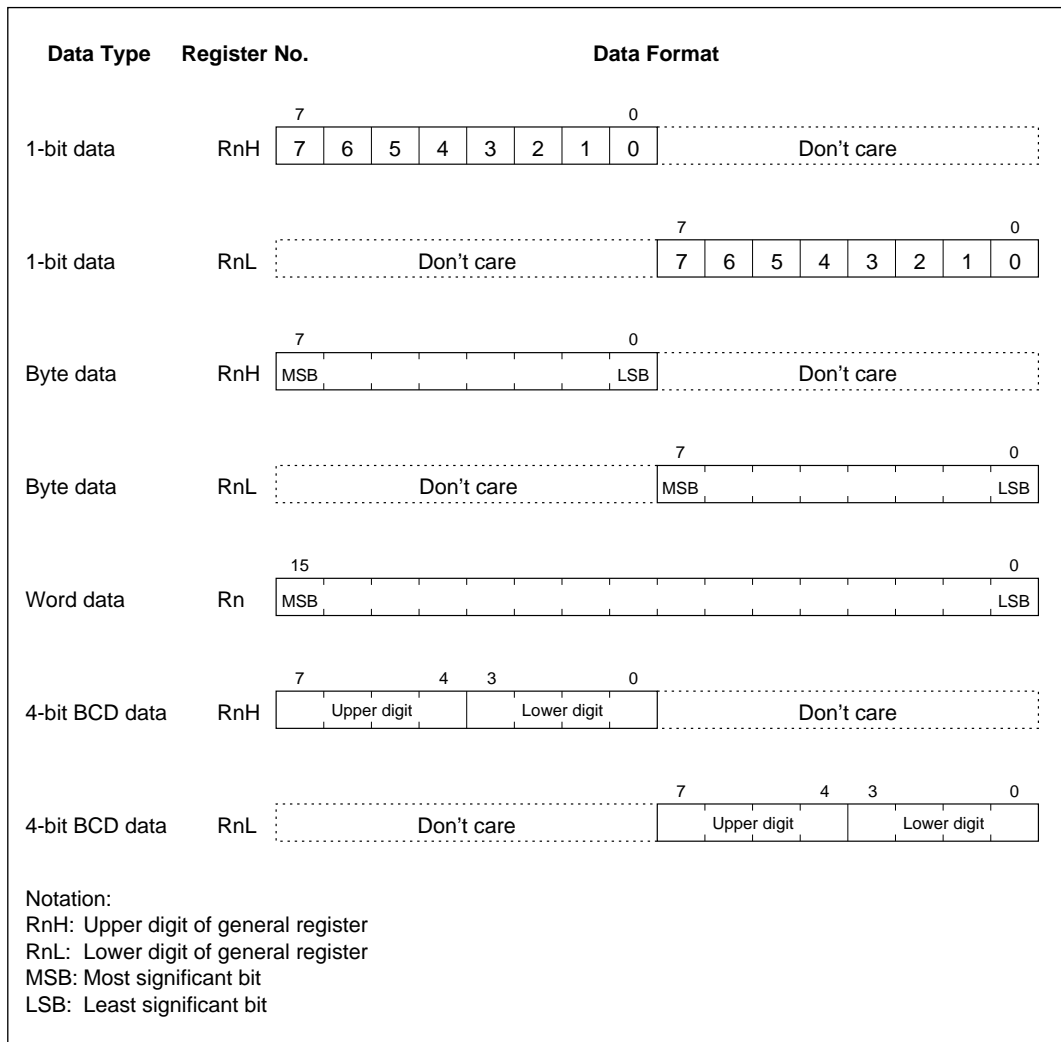 Data Type Register No. Data Format
7 0
1-bit data RnH 7 6 5 4 3 2 1 0 Don't care
7 0
1-bit data RnL Don't care 7 6 5 4 3 2 1 0
7 0
Byte data RnH MSB LSB Don't care
7 0
Byte data RnL Don't care MSB LSB
15 0
Word data Rn MSB LSB
7 4 3 0
4-bit BCD data RnH Upper digit Lower digit Don't care
7 4 3 0
4-bit BCD data RnL Don't care Upper digit Lower digit
Notation:
RnH: Upper digit of general register
RnL: Lower digit of general register
MSB: Most significant bit
LSB: Least significant bit